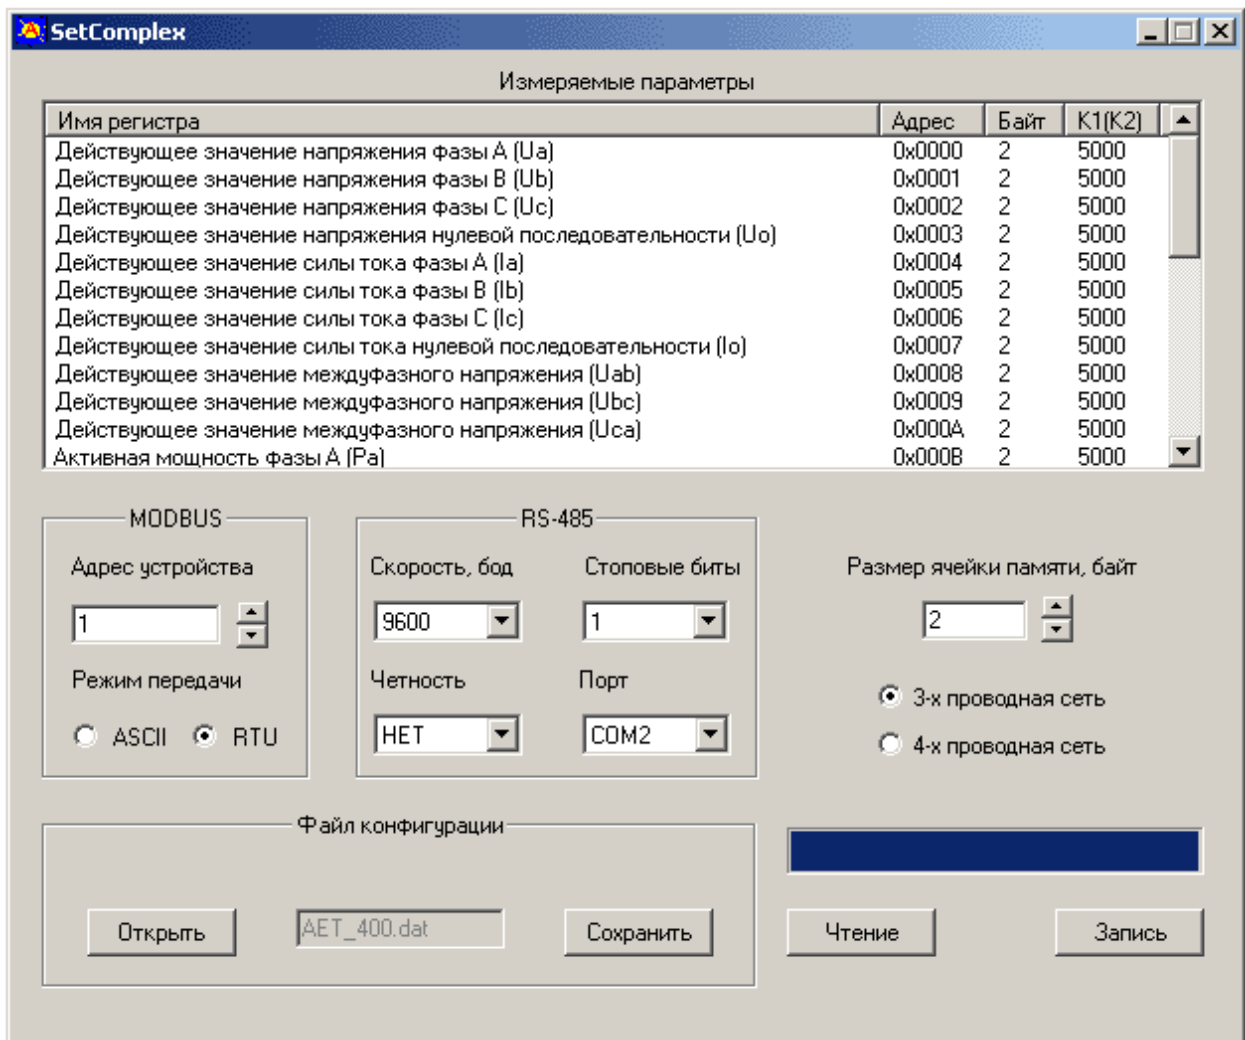 SetComplex
Измеряемые параметры
Имя регистра Адрес Байт K1(K2)
Действующее значение напряжения фазы A (Ua) 0x0000 2 5000
Действующее значение напряжения фазы B (Ub) 0x0001 2 5000
Действующее значение напряжения фазы C (Uc) 0x0002 2 5000
Действующее значение напряжения нулевой последовательности (Uo) 0x0003 2 5000
Действующее значение силы тока фазы A (Ia) 0x0004 2 5000
Действующее значение силы тока фазы B (Ib) 0x0005 2 5000
Действующее значение силы тока фазы C (Ic) 0x0006 2 5000
Действующее значение силы тока нулевой последовательности (Io) 0x0007 2 5000
Действующее значение междуфазного напряжения (Uab) 0x0008 2 5000
Действующее значение междуфазного напряжения (Ubc) 0x0009 2 5000
Действующее значение междуфазного напряжения (Uca) 0x000A 2 5000
Активная мощность фазы A (Pa) 0x000B 2 5000
MODBUS RS-485
Адрес устройства Скорость, бод Стоповые биты Размер ячейки памяти, байт
1 9600 1 2
Режим передачи Четность Порт 3-х проводная сеть
ASCII RTU НЕТ COM2 4-х проводная сеть
Файл конфигурации
Открыть AET_400.dat Сохранить Чтение Запись